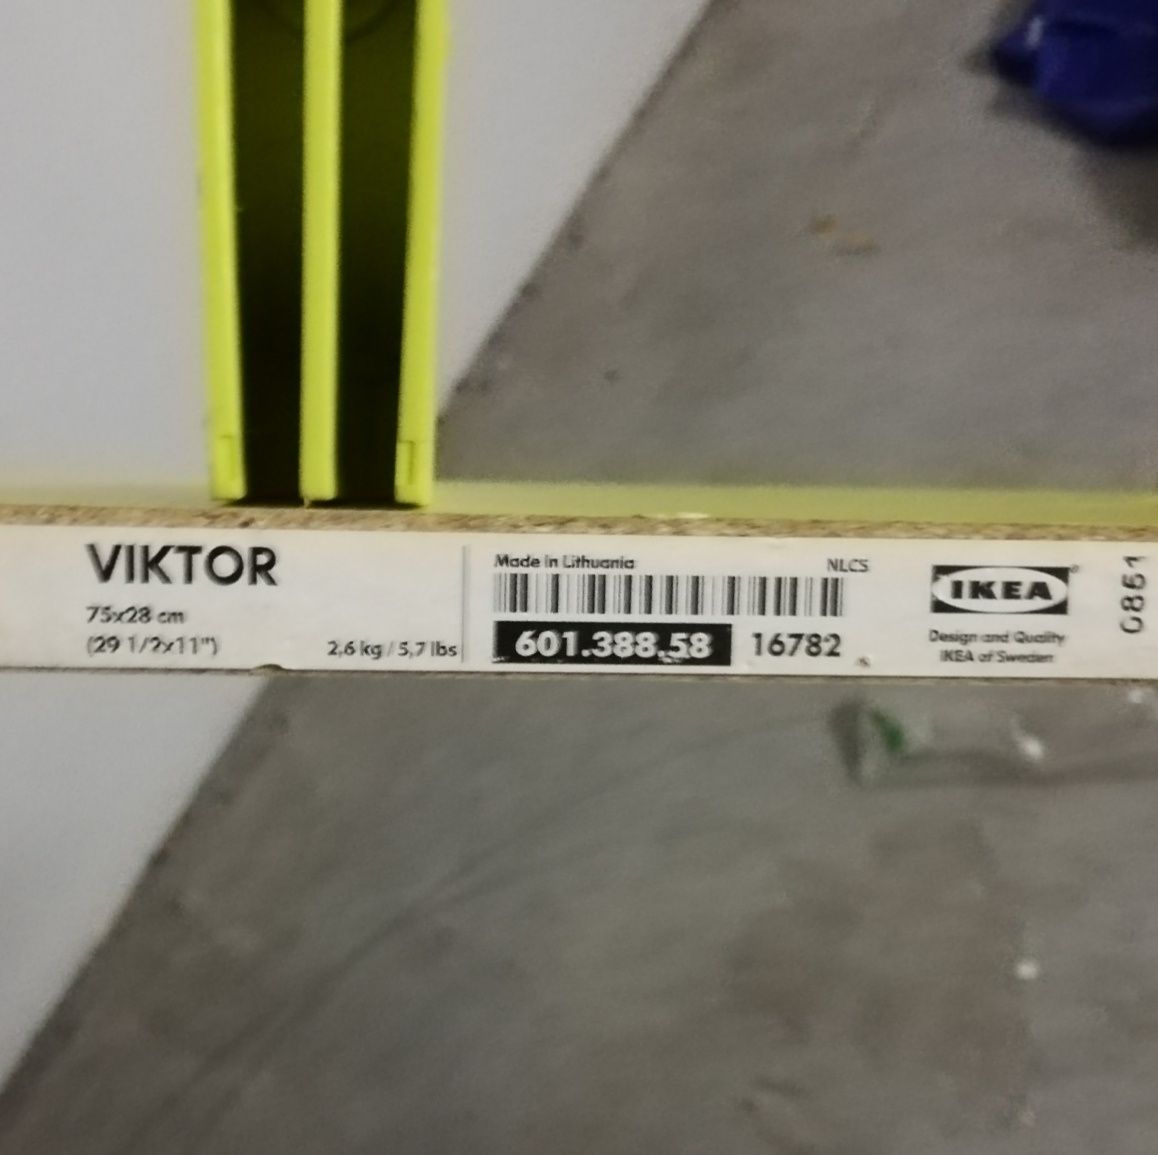 VIKTOR
75x28 cm
(29 1/2x11")
2,6 kg / 5,7 lbs
Made in Lithuania
NLCS
601.388.58
16782
IKEA
Design and Quality
IKEA of Sweden
0851